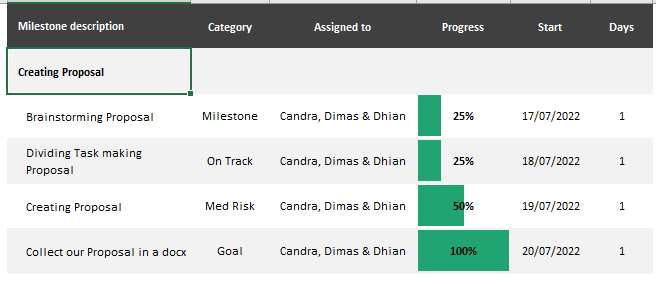 Milestone description Category Assigned to Progress Start Days
Creating Proposal
Brainstorming Proposal Milestone Candra, Dimas & Dhian 25% 17/07/2022 1
Dividing Task making
Proposal On Track Candra, Dimas & Dhian 25% 18/07/2022 1
Creating Proposal Med Risk Candra, Dimas & Dhian 50% 19/07/2022 1
Collect our Proposal in a docx Goal Candra, Dimas & Dhian 100% 20/07/2022 1